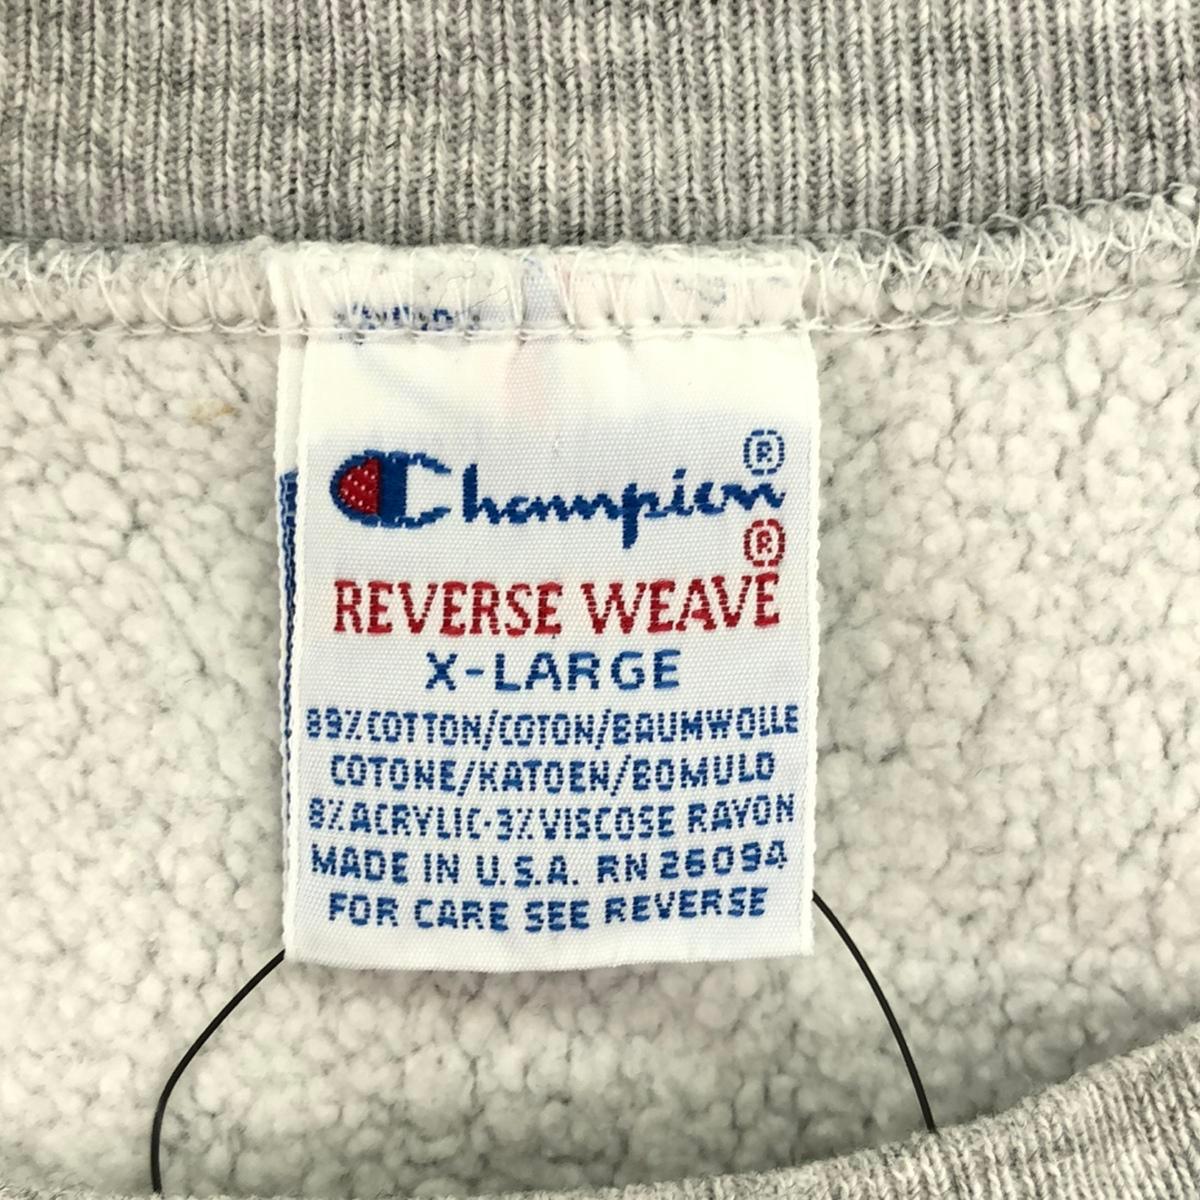 Champion®
REVERSE WEAVE®
X-LARGE
89%COTTON/COTON/BAUMWOLLE
COTONE/KATOEN/BOMULD
8%ACRYLIC·3%VISCOSE RAYON
MADE IN U.S.A. RN 26094
FOR CARE SEE REVERSE